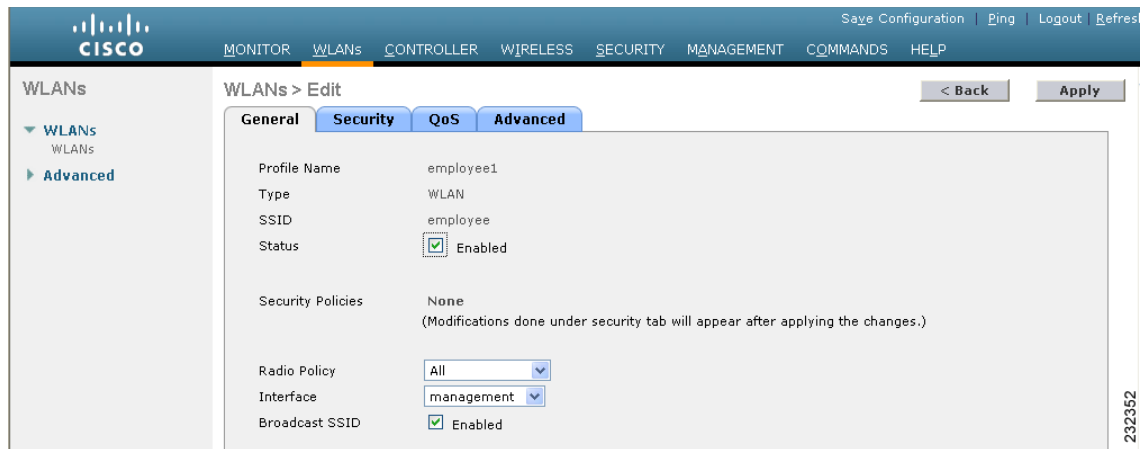 Save Configuration | Ping | Logout | Refresh
CISCO
MONITOR WLANs CONTROLLER WIRELESS SECURITY MANAGEMENT COMMANDS HELP
WLANs
WLANs > Edit
< Back
Apply
WLANs
WLANs
Advanced
General Security QoS Advanced
Profile Name employee1
Type WLAN
SSID employee
Status Enabled
Security Policies None
(Modifications done under security tab will appear after applying the changes.)
Radio Policy All
Interface management
Broadcast SSID Enabled
232352